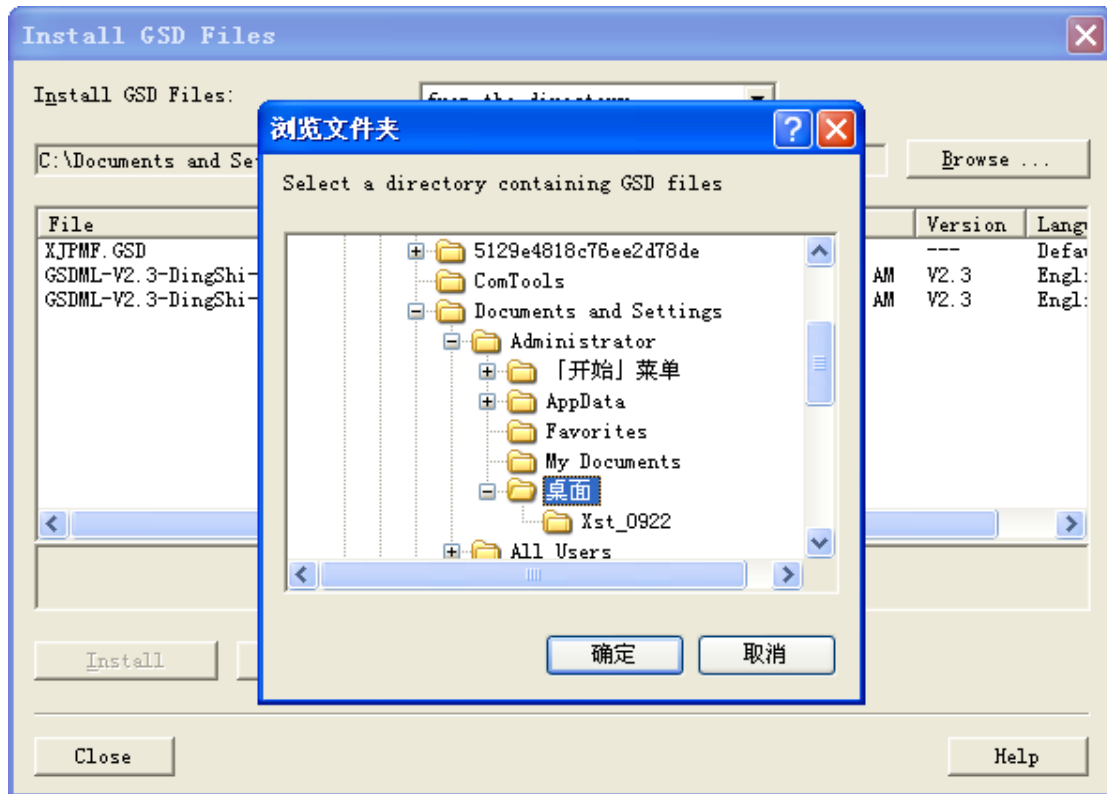 Install GSD Files
Install GSD Files:
浏览文件夹
C:\Documents and Se
Browse ...
Select a directory containing GSD files
File
Version
XJPMF.GSD
---
GSDML-V2.3-DingShi-
AM
V2.3
GSDML-V2.3-DingShi-
AM
V2.3
5129e4818c76ee2d78de
ComTools
Documents and Settings
Administrator
「开始」菜单
AppData
Favorites
My Documents
桌面
Xst_0922
All Users
确定
取消
Install
Close
Help